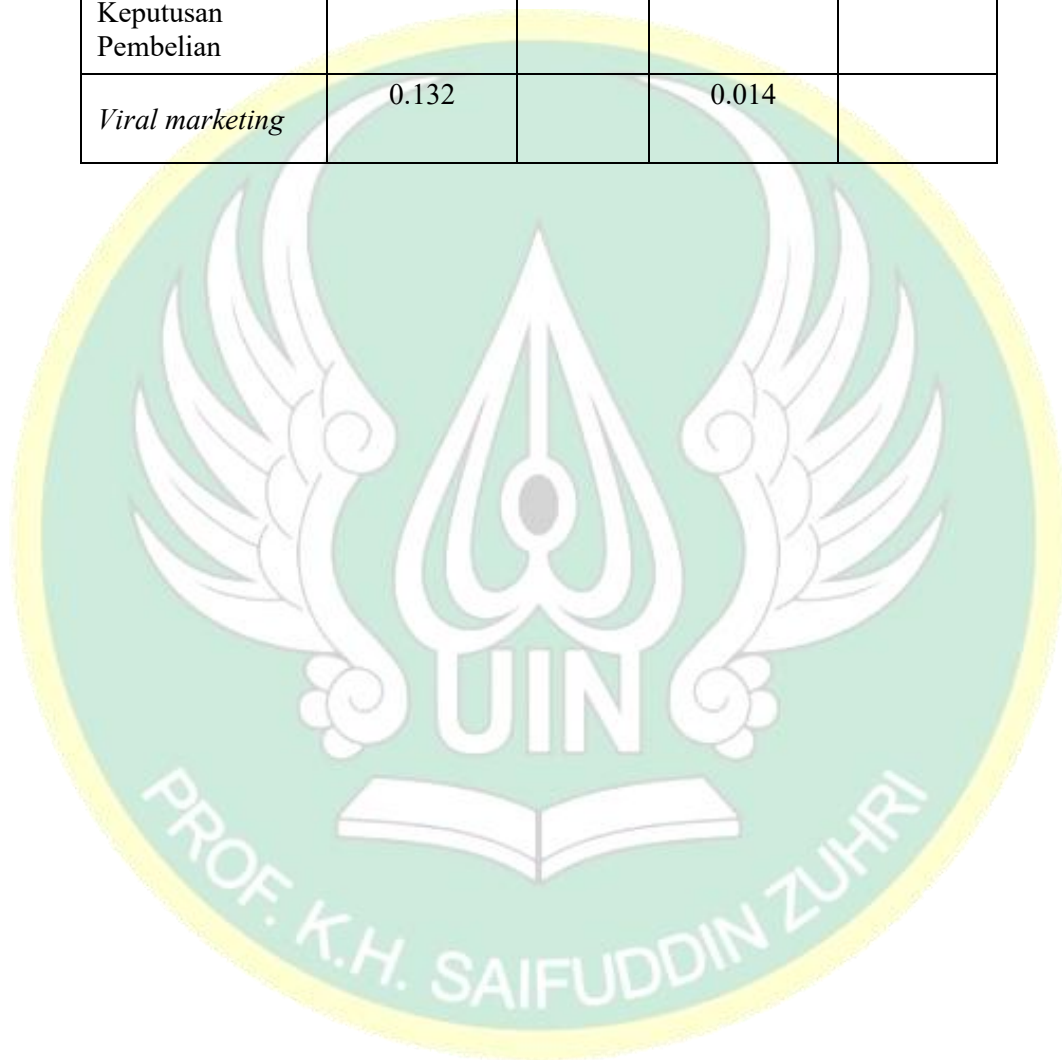 Keputusan
Pembelian
Viral marketing 0.132 0.014
UIN
PROF. K.H. SAIFUDDIN ZUHRI